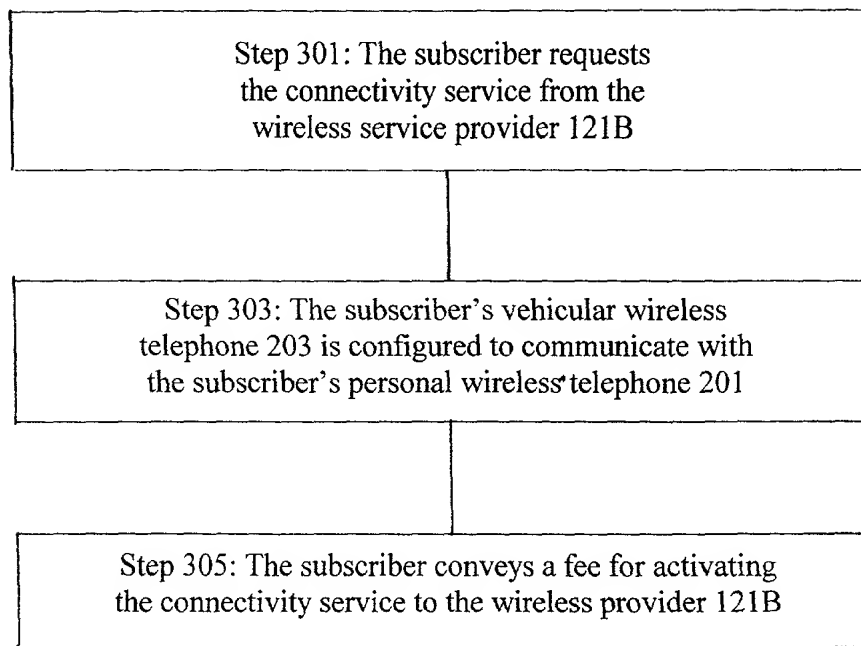 Step 301: The subscriber requests
the connectivity service from the
wireless service provider 121B
Step 303: The subscriber's vehicular wireless
telephone 203 is configured to communicate with
the subscriber's personal wireless telephone 201
Step 305: The subscriber conveys a fee for activating
the connectivity service to the wireless provider 121B